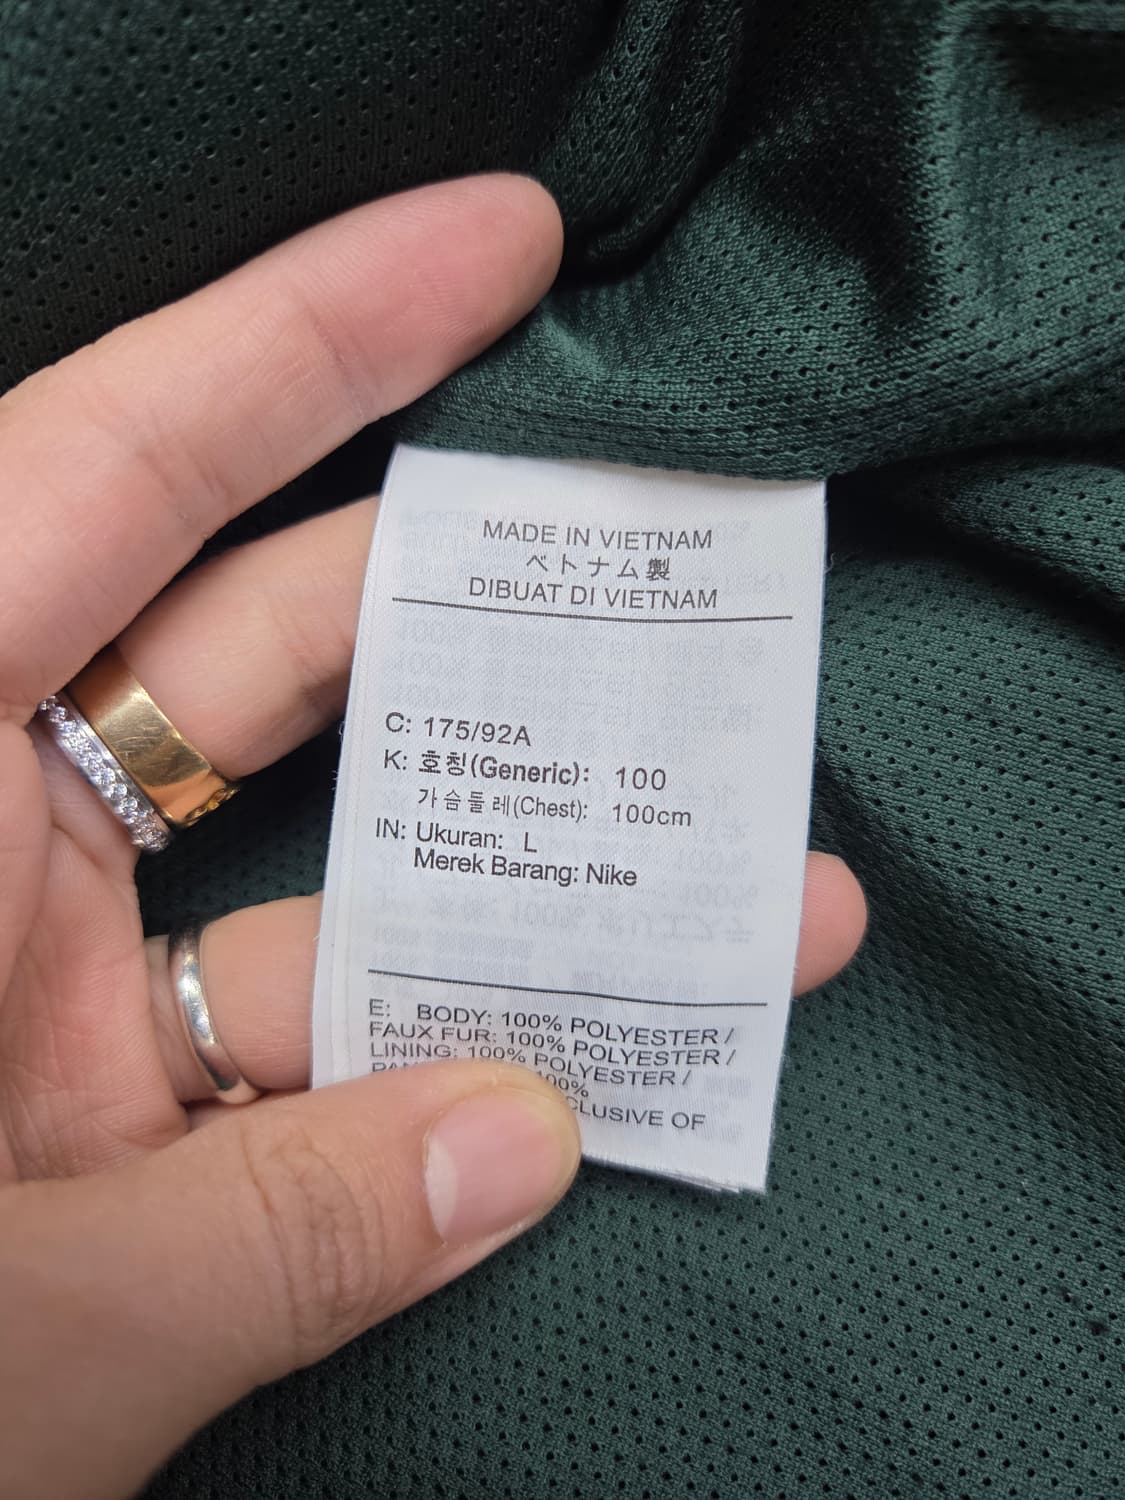 MADE IN VIETNAM
ベトナム製
DIBUAT DI VIETNAM
C: 175/92A
K: 호칭(Generic): 100
가슴둘레(Chest): 100cm
IN: Ukuran: L
Merek Barang: Nike
E: BODY: 100% POLYESTER /
FAUX FUR: 100% POLYESTER /
LINING: 100% POLYESTER /
100%
OF